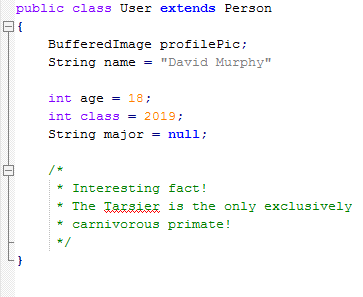 public class User extends Person
{
BufferedImage profilePic;
String name = "David Murphy"
int age = 18;
int class = 2019;
String major = null;
/*
* Interesting fact!
* The Tarsier is the only exclusively
* carnivorous primate!
*/
}